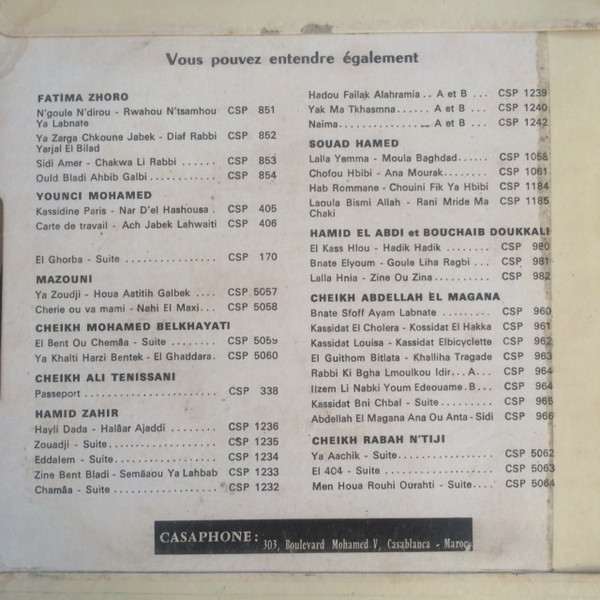 Vous pouvez entendre également
FATIMA ZHORO
N'goule N'dirou - Rwahou N'tsamhou CSP 851
Ya Labnate
Ya Zarga Chkoune Jabek - Diaf Rabbi CSP 852
Yarjal El Bilad
Sidi Amer - Chakwa Li Rabbi ...... CSP 853
Ould Bladi Ahbib Galbi ............. CSP 854
YOUNCI MOHAMED
Kassidine Paris - Nar D'el Hashousa . CSP 405
Carte de travail - Ach Jabek Lahwaiti CSP 406
El Ghorba - Suite ................ CSP 170
MAZOUNI
Ya Zoudji - Houa Aatitih Galbek .... CSP 5057
Cherie ou va mami - Nahi El Maxi... CSP 5058
CHEIKH MOHAMED BELKHAYATI
El Bent Ou Chemâa - Suite ........ CSP 5059
Ya Khalti Harzi Bentek - El Ghaddara. CSP 5060
CHEIKH ALI TENISSANI
Passeport ....................... CSP 338
HAMID ZAHIR
Hayli Dada - Halâar Ajaddi ........ CSP 1236
Zouadji - Suite................... CSP 1235
Eddalem - Suite.................. CSP 1234
Zine Bent Bladi - Semâaou Ya Lahbab CSP 1233
Chamâa - Suite .................. CSP 1232
Hadou Faïlak Alahramia .. A et B ... CSP 1239
Yak Ma Tkhasmna...... A et B ... CSP 1240
Naima................. A et B ... CSP 1242
SOUAD HAMED
Lalla Yemma - Moula Baghdad...... CSP 1058
Chofou Hbibi - Ana Mourak........ CSP 1061
Hab Rommane - Chouini Fik Ya Hbibi CSP 1184
Laoula Bismi Allah - Rani Mride Ma CSP 1185
Chaki
HAMID EL ABDI et BOUCHAIB DOUKKALI
El Kass Hlou - Hadik Hadik ........ CSP 980
Bnate Elyoum - Goule Liha Ragbi ... CSP 981
Lalla Hnia - Zine Ou Zina.......... CSP 982
CHEIKH ABDELLAH EL MAGANA
Bnate Sfoff Ayam Labnate ......... CSP 960
Kassidat El Cholera - Kossidat El Hakka CSP 961
Kassidat Louisa - Kassidat Elbicyclette CSP 962
El Guithom Bitlata - Khalliha Tragade CSP 963
Rabbi Ki Bgha Lmoulkou Idir... A... CSP 964
Ilzem Li Nabki Youm Edeouame . B... CSP 964
Kassidat Bni Chbal - Suite.......... CSP 965
Abdellah El Magana Ana Ou Anta - Sidi CSP 966
CHEIKH RABAH N'TIJI
Ya Aachik - Suite................. CSP 5062
El 404 - Suite ................... CSP 5063
Men Houa Rouhi Ourahti - Suite.... CSP 5064
CASAPHONE: 303, Boulevard Mohamed V, Casablanca - Maroc